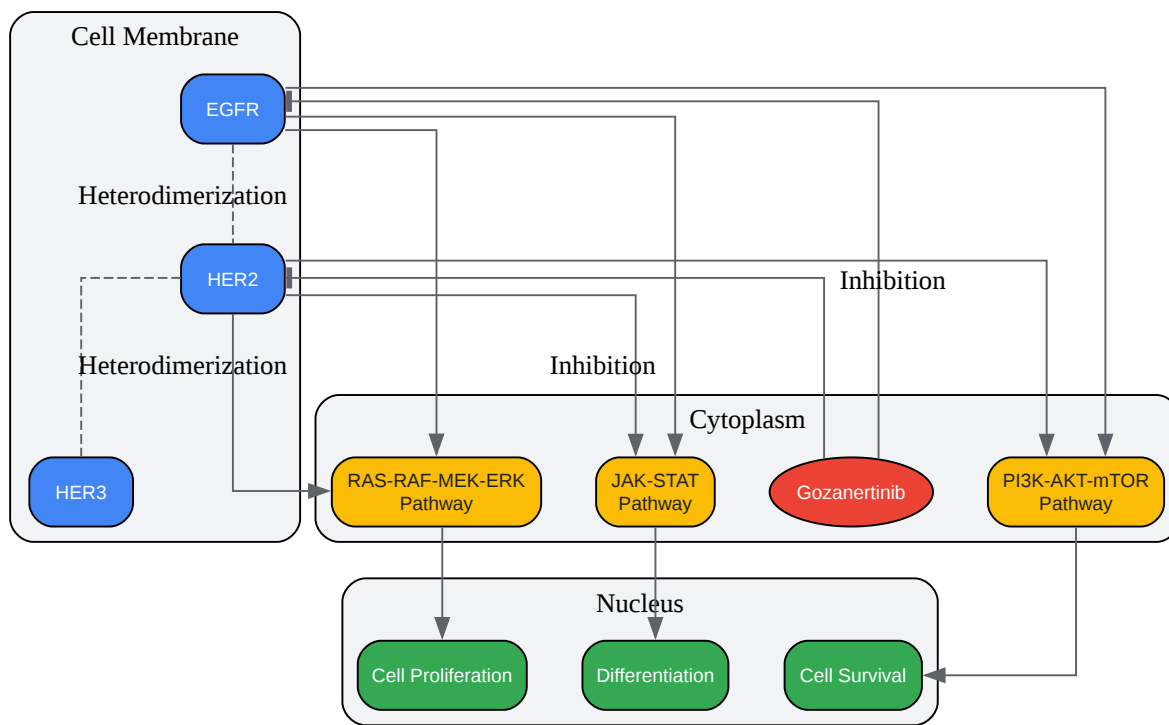 Cell Membrane
EGFR
Heterodimerization
HER2
Inhibition
Heterodimerization
Inhibition
Cytoplasm
HER3
RAS-RAF-MEK-ERK
Pathway
JAK-STAT
Pathway
Gozanertinib
PI3K-AKT-mTOR
Pathway
Nucleus
Cell Proliferation
Differentiation
Cell Survival